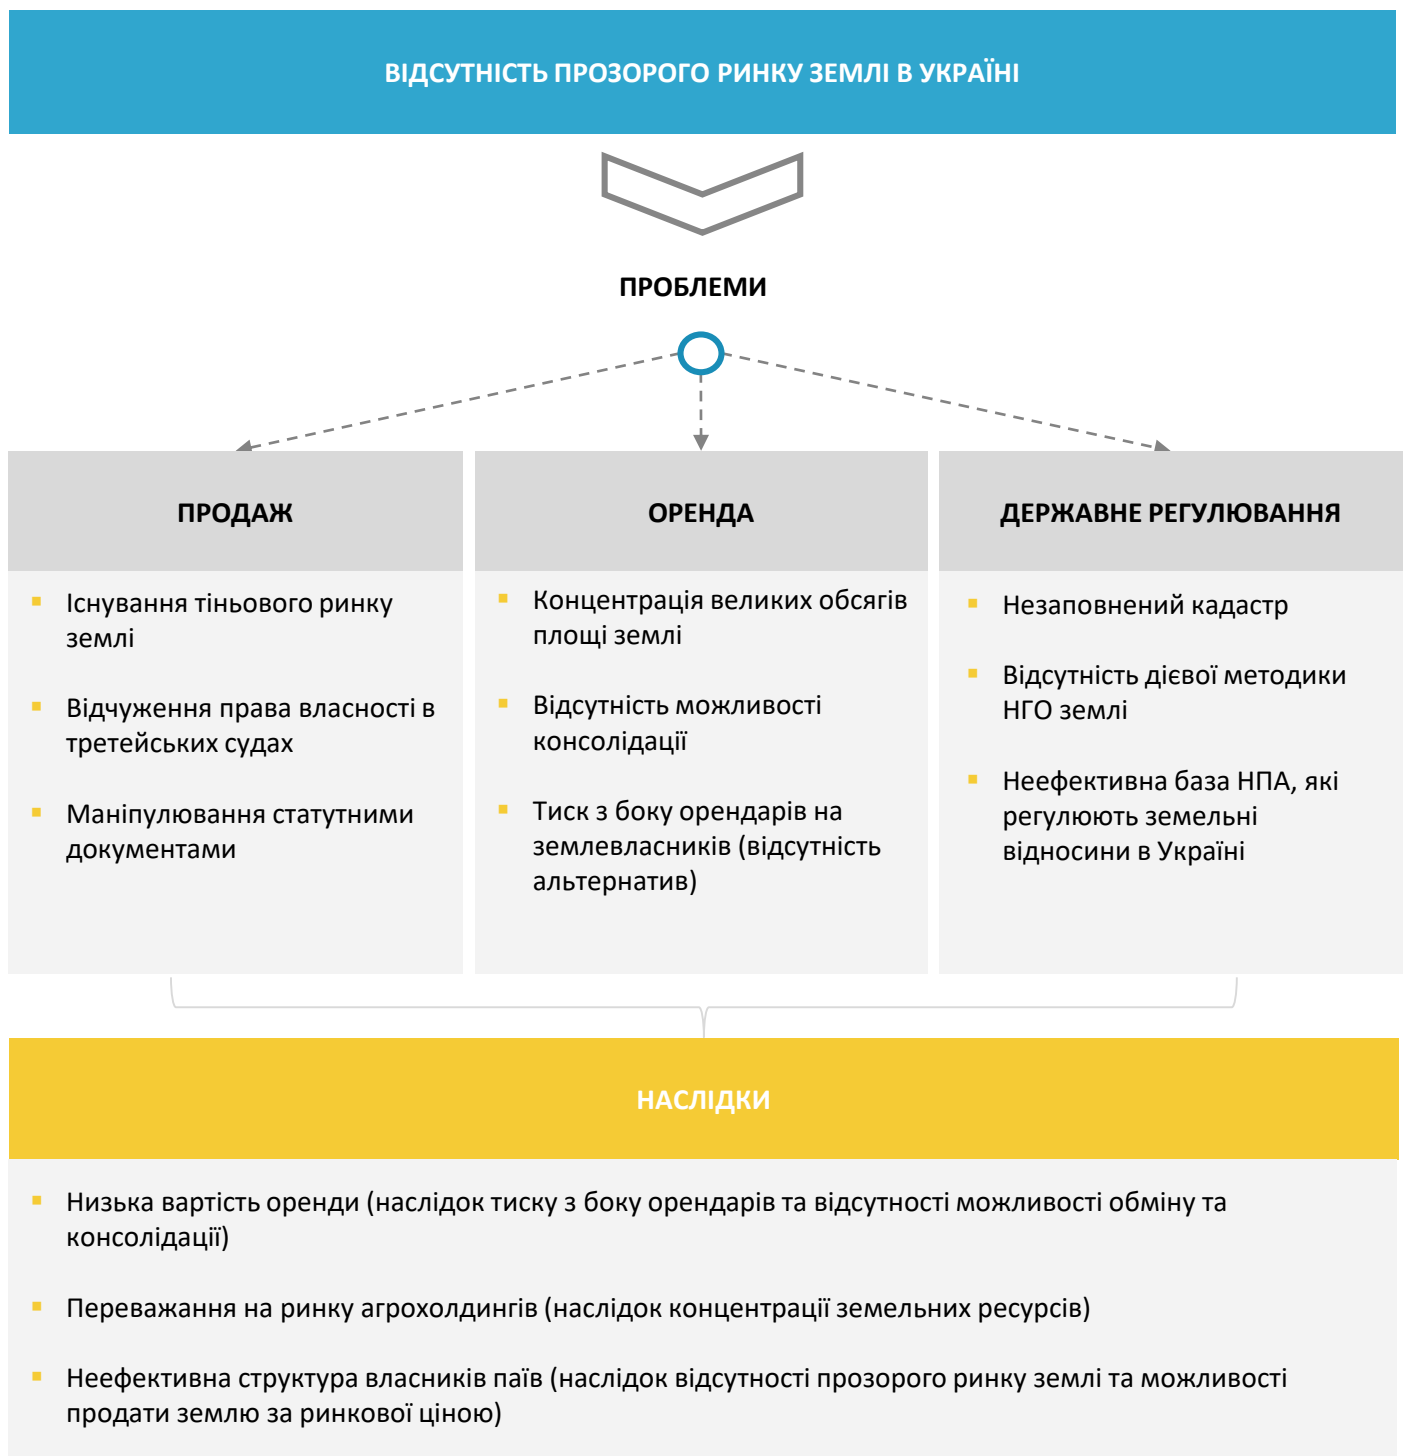 ВІДСУТНІСТЬ ПРОЗОРОГО РИНКУ ЗЕМЛІ В УКРАЇНІ
ПРОБЛЕМИ
ПРОДАЖ
Існування тіньового ринку
землі
Відчуження права власності в
третейських судах
Маніпулювання статутними
документами
ОРЕНДА
Концентрація великих обсягів
площі землі
Відсутність можливості
консолідації
Тиск з боку орендарів на
землевласників (відсутність
альтернатив)
ДЕРЖАВНЕ РЕГУЛЮВАННЯ
Незаповнений кадастр
Відсутність дієвої методики
НГО землі
Неефективна база НПА, які
регулюють земельні
відносини в Україні
НАСЛІДКИ
Низька вартість оренди (наслідок тиску з боку орендарів та відсутності можливості обміну та
консолідації)
Переважання на ринку агрохолдингів (наслідок концентрації земельних ресурсів)
Неефективна структура власників паїв (наслідок відсутності прозорого ринку землі та можливості
продати землю за ринкової ціною)